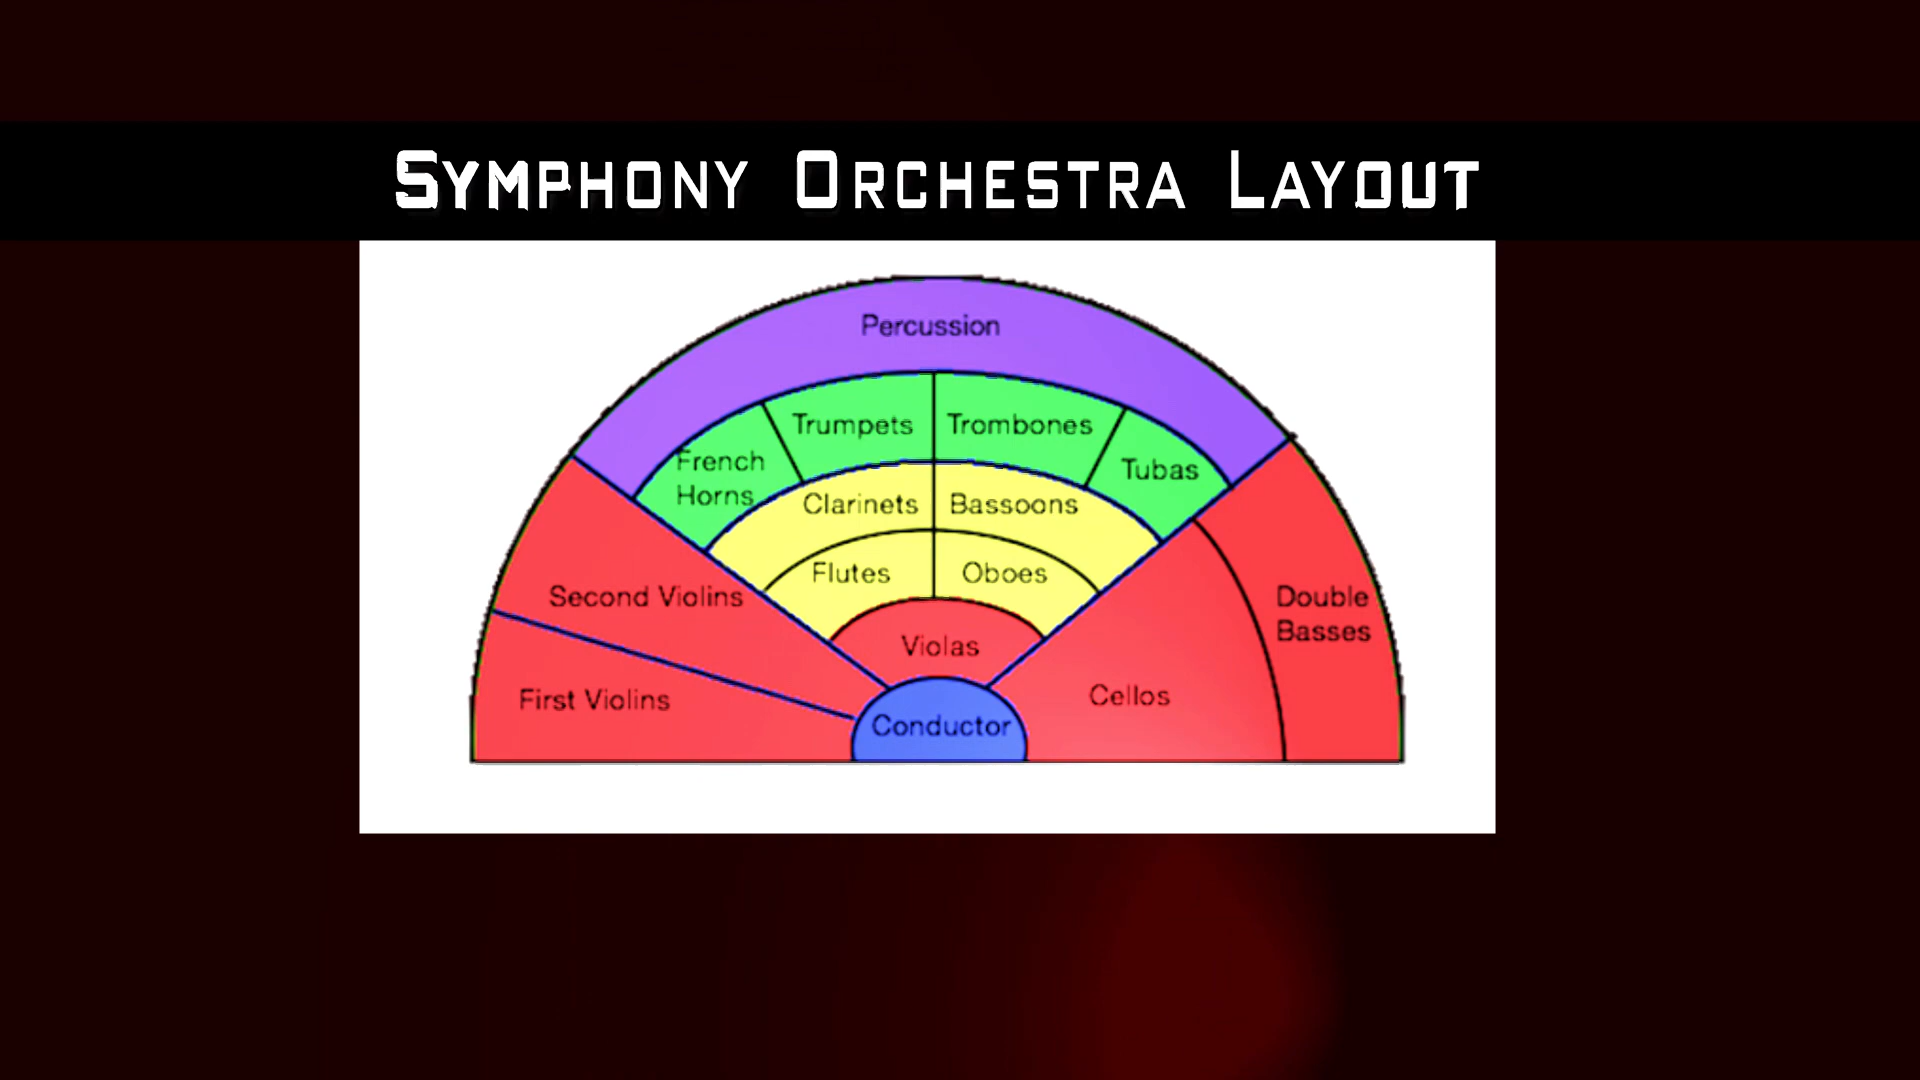 SYMPHONY ORCHESTRA LAYOUT
Percussion
Trumpets
Trombones
French
Horns
Tubas
Clarinets
Bassoons
Flutes
Oboes
Second Violins
Double
Basses
Violas
First Violins
Cellos
Conductor